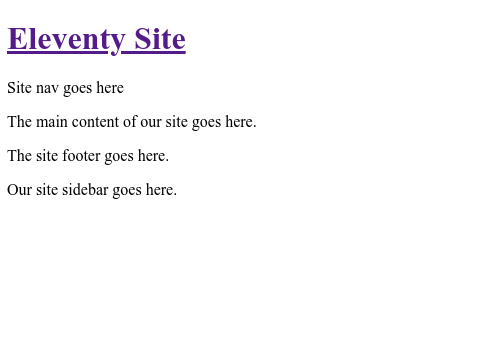 Eleventy Site
Site nav goes here
The main content of our site goes here.
The site footer goes here.
Our site sidebar goes here.